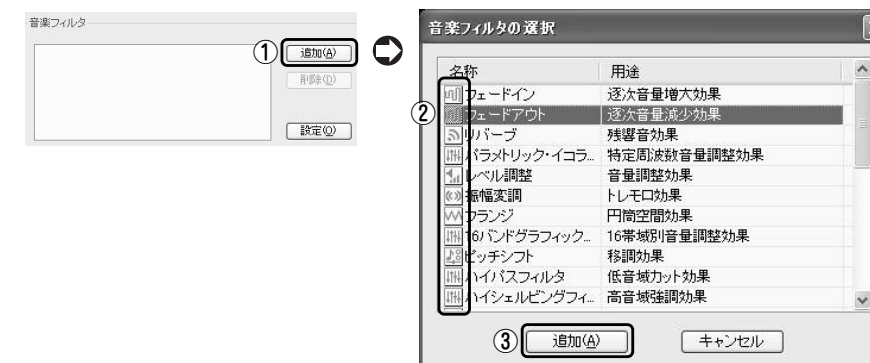 音楽フィルタ
①
追加(A)
削除(D)
設定(O)
音楽フィルタの選択
名称 用途
②
フェードイン 逐次音量増大効果
フェードアウト 逐次音量減少効果
リバーブ 残響音効果
パラメトリック・イコラ... 特定周波数音量調整効果
レベル調整 音量調整効果
振幅変調 トレモロ効果
フランジ 円筒空間効果
16バンドグラフィック... 16帯域別音量調整効果
ピッチシフト 移調効果
ハイパスフィルタ 低音域カット効果
ハイシェルビングフィ... 高音域強調効果
③
追加(A) キャンセル